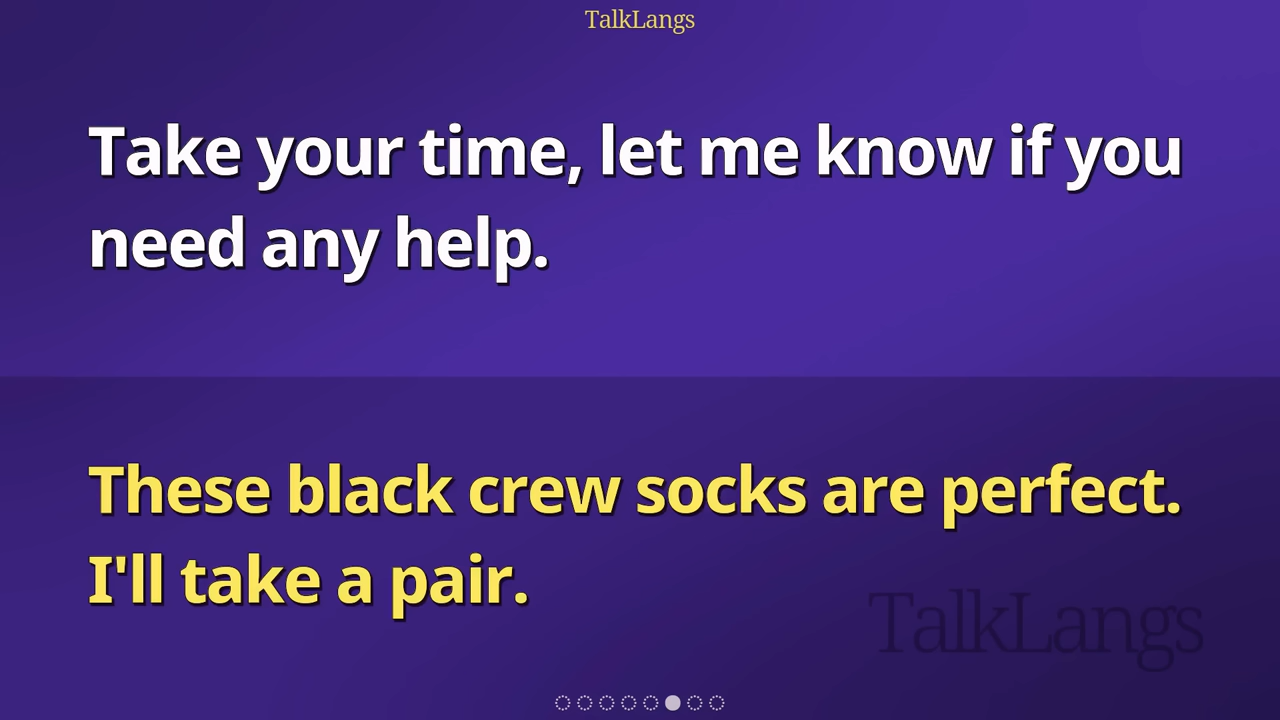 TalkLangs
Take your time, let me know if you
need any help.
These black crew socks are perfect.
I'll take a pair.
TalkLangs